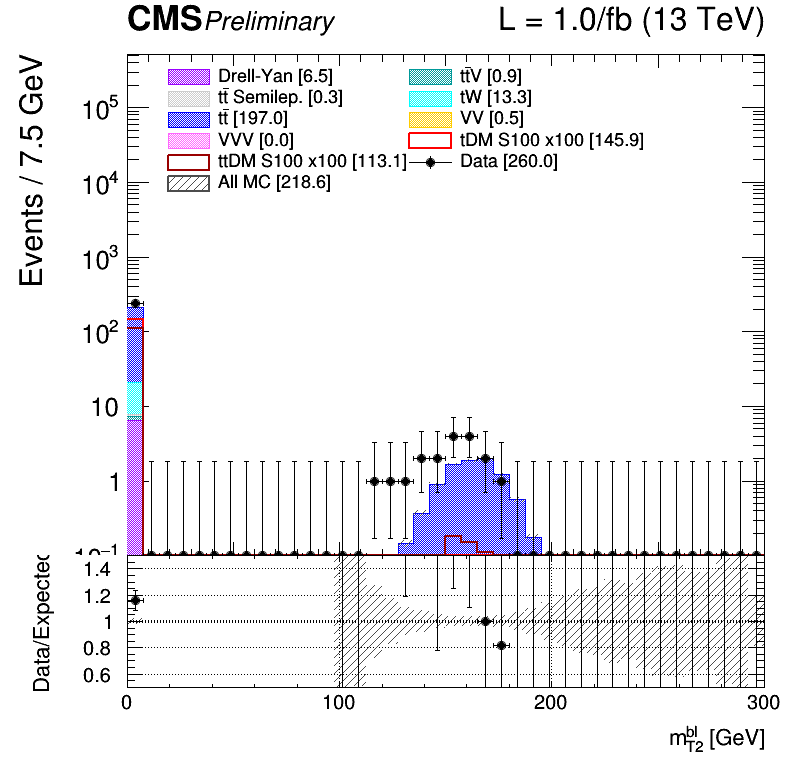 CMS Preliminary L = 1.0/fb (13 TeV)
Events / 7.5 GeV
Drell-Yan [6.5]
tt̄ Semilep. [0.3]
tt̄ [197.0]
VVV [0.0]
ttDM S100 x100 [113.1]
All MC [218.6]
tt̄V [0.9]
tW [13.3]
VV [0.5]
tDM S100 x100 [145.9]
Data [260.0]
10⁵
10⁴
10³
10²
10
1
10⁻¹
Data/Expected
1.4
1.2
1
0.8
0.6
0 100 200 300
m_{T2}^{bl} [GeV]